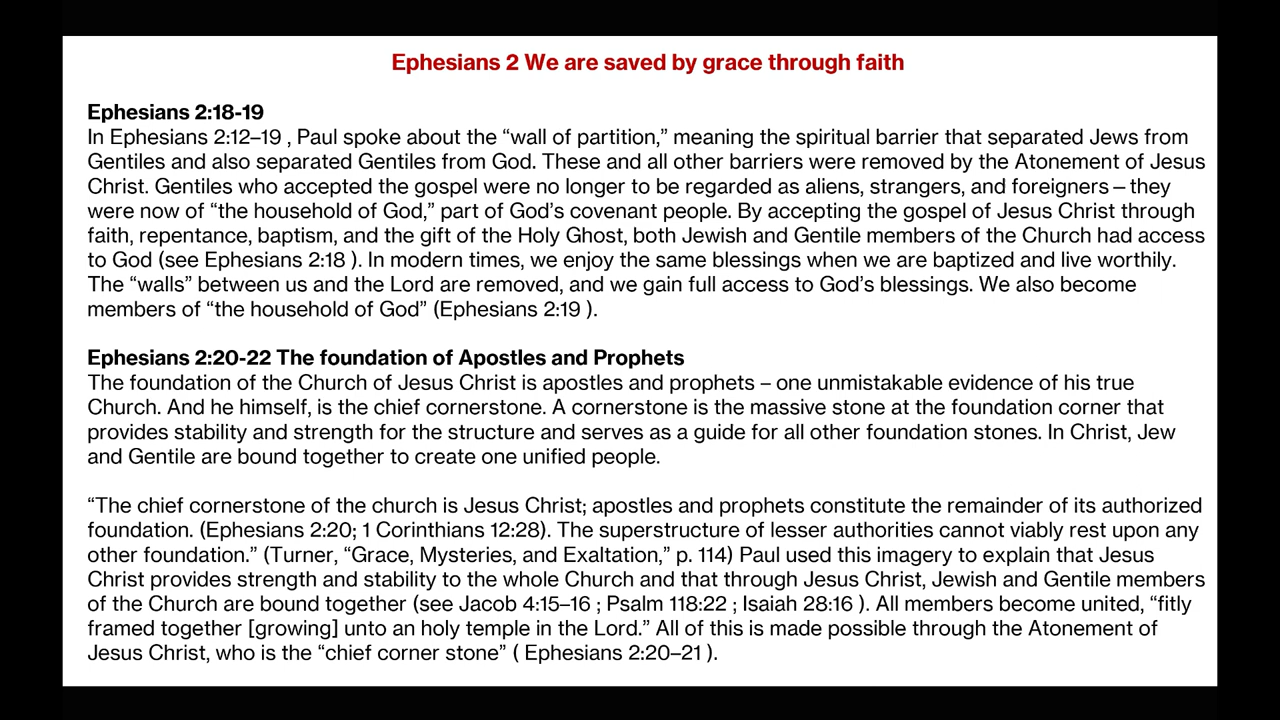 Ephesians 2 We are saved by grace through faith
Ephesians 2:18-19
In Ephesians 2:12–19 , Paul spoke about the “wall of partition,” meaning the spiritual barrier that separated Jews from
Gentiles and also separated Gentiles from God. These and all other barriers were removed by the Atonement of Jesus
Christ. Gentiles who accepted the gospel were no longer to be regarded as aliens, strangers, and foreigners – they
were now of “the household of God,” part of God’s covenant people. By accepting the gospel of Jesus Christ through
faith, repentance, baptism, and the gift of the Holy Ghost, both Jewish and Gentile members of the Church had access
to God (see Ephesians 2:18 ). In modern times, we enjoy the same blessings when we are baptized and live worthily.
The “walls” between us and the Lord are removed, and we gain full access to God’s blessings. We also become
members of “the household of God” (Ephesians 2:19 ).
Ephesians 2:20-22 The foundation of Apostles and Prophets
The foundation of the Church of Jesus Christ is apostles and prophets – one unmistakable evidence of his true
Church. And he himself, is the chief cornerstone. A cornerstone is the massive stone at the foundation corner that
provides stability and strength for the structure and serves as a guide for all other foundation stones. In Christ, Jew
and Gentile are bound together to create one unified people.
“The chief cornerstone of the church is Jesus Christ; apostles and prophets constitute the remainder of its authorized
foundation. (Ephesians 2:20; 1 Corinthians 12:28). The superstructure of lesser authorities cannot viably rest upon any
other foundation.” (Turner, “Grace, Mysteries, and Exaltation,” p. 114) Paul used this imagery to explain that Jesus
Christ provides strength and stability to the whole Church and that through Jesus Christ, Jewish and Gentile members
of the Church are bound together (see Jacob 4:15–16 ; Psalm 118:22 ; Isaiah 28:16 ). All members become united, “fitly
framed together [growing] unto an holy temple in the Lord.” All of this is made possible through the Atonement of
Jesus Christ, who is the “chief corner stone” ( Ephesians 2:20–21 ).